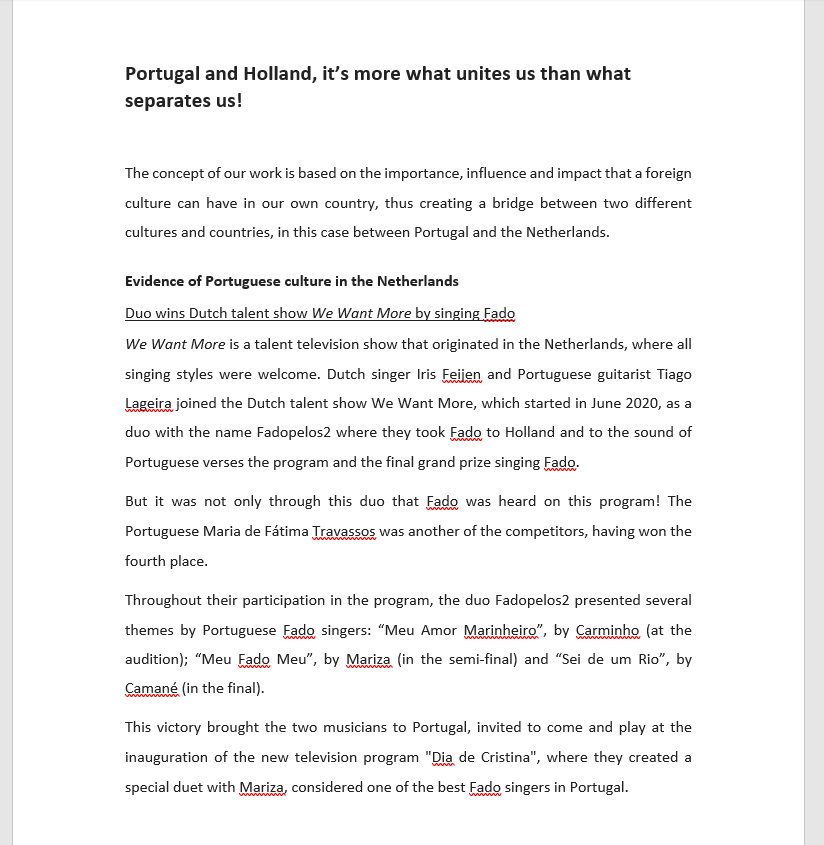 Portugal and Holland, it’s more what unites us than what
separates us!
The concept of our work is based on the importance, influence and impact that a foreign
culture can have in our own country, thus creating a bridge between two different
cultures and countries, in this case between Portugal and the Netherlands.
Evidence of Portuguese culture in the Netherlands
Duo wins Dutch talent show We Want More by singing Fado
We Want More is a talent television show that originated in the Netherlands, where all
singing styles were welcome. Dutch singer Iris Feijen and Portuguese guitarist Tiago
Lageira joined the Dutch talent show We Want More, which started in June 2020, as a
duo with the name Fadopelos2 where they took Fado to Holland and to the sound of
Portuguese verses the program and the final grand prize singing Fado.
But it was not only through this duo that Fado was heard on this program! The
Portuguese Maria de Fátima Travassos was another of the competitors, having won the
fourth place.
Throughout their participation in the program, the duo Fadopelos2 presented several
themes by Portuguese Fado singers: “Meu Amor Marinheiro”, by Carminho (at the
audition); “Meu Fado Meu”, by Mariza (in the semi-final) and “Sei de um Rio”, by
Camané (in the final).
This victory brought the two musicians to Portugal, invited to come and play at the
inauguration of the new television program "Dia de Cristina", where they created a
special duet with Mariza, considered one of the best Fado singers in Portugal.